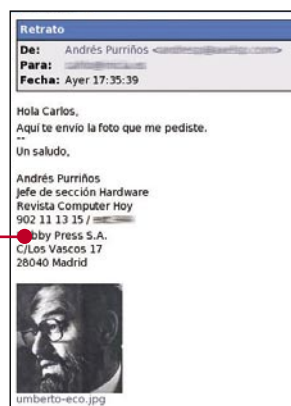 Retrato
De: Andrés Purriños
Para:
Fecha: Ayer 17:35:39
Hola Carlos,
Aquí te envío la foto que me pediste.
--
Un saludo,
Andrés Purriños
Jefe de sección Hardware
Revista Computer Hoy
902 11 13 15 /
Press S.A.
C/Los Vascos 17
28040 Madrid
umberto-eco.jpg